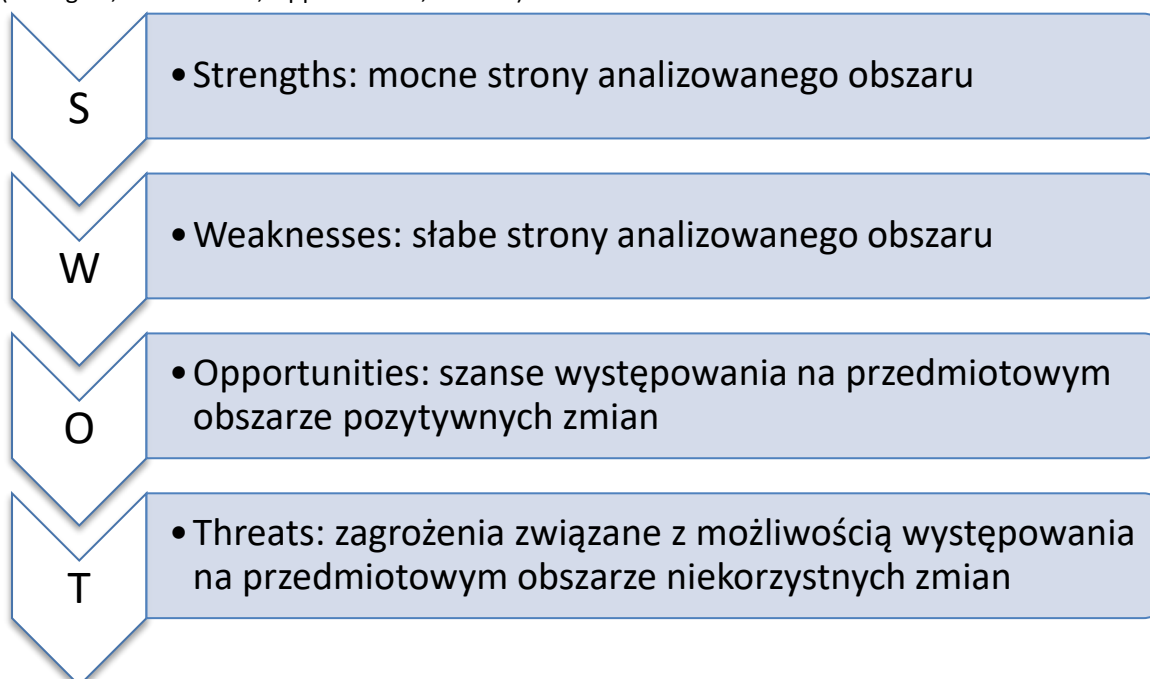 S
• Strengths: mocne strony analizowanego obszaru
W
• Weaknesses: słabe strony analizowanego obszaru
O
• Opportunities: szanse występowania na przedmiotowym
obszarze pozytywnych zmian
T
• Threats: zagrożenia związane z możliwością występowania
na przedmiotowym obszarze niekorzystnych zmian